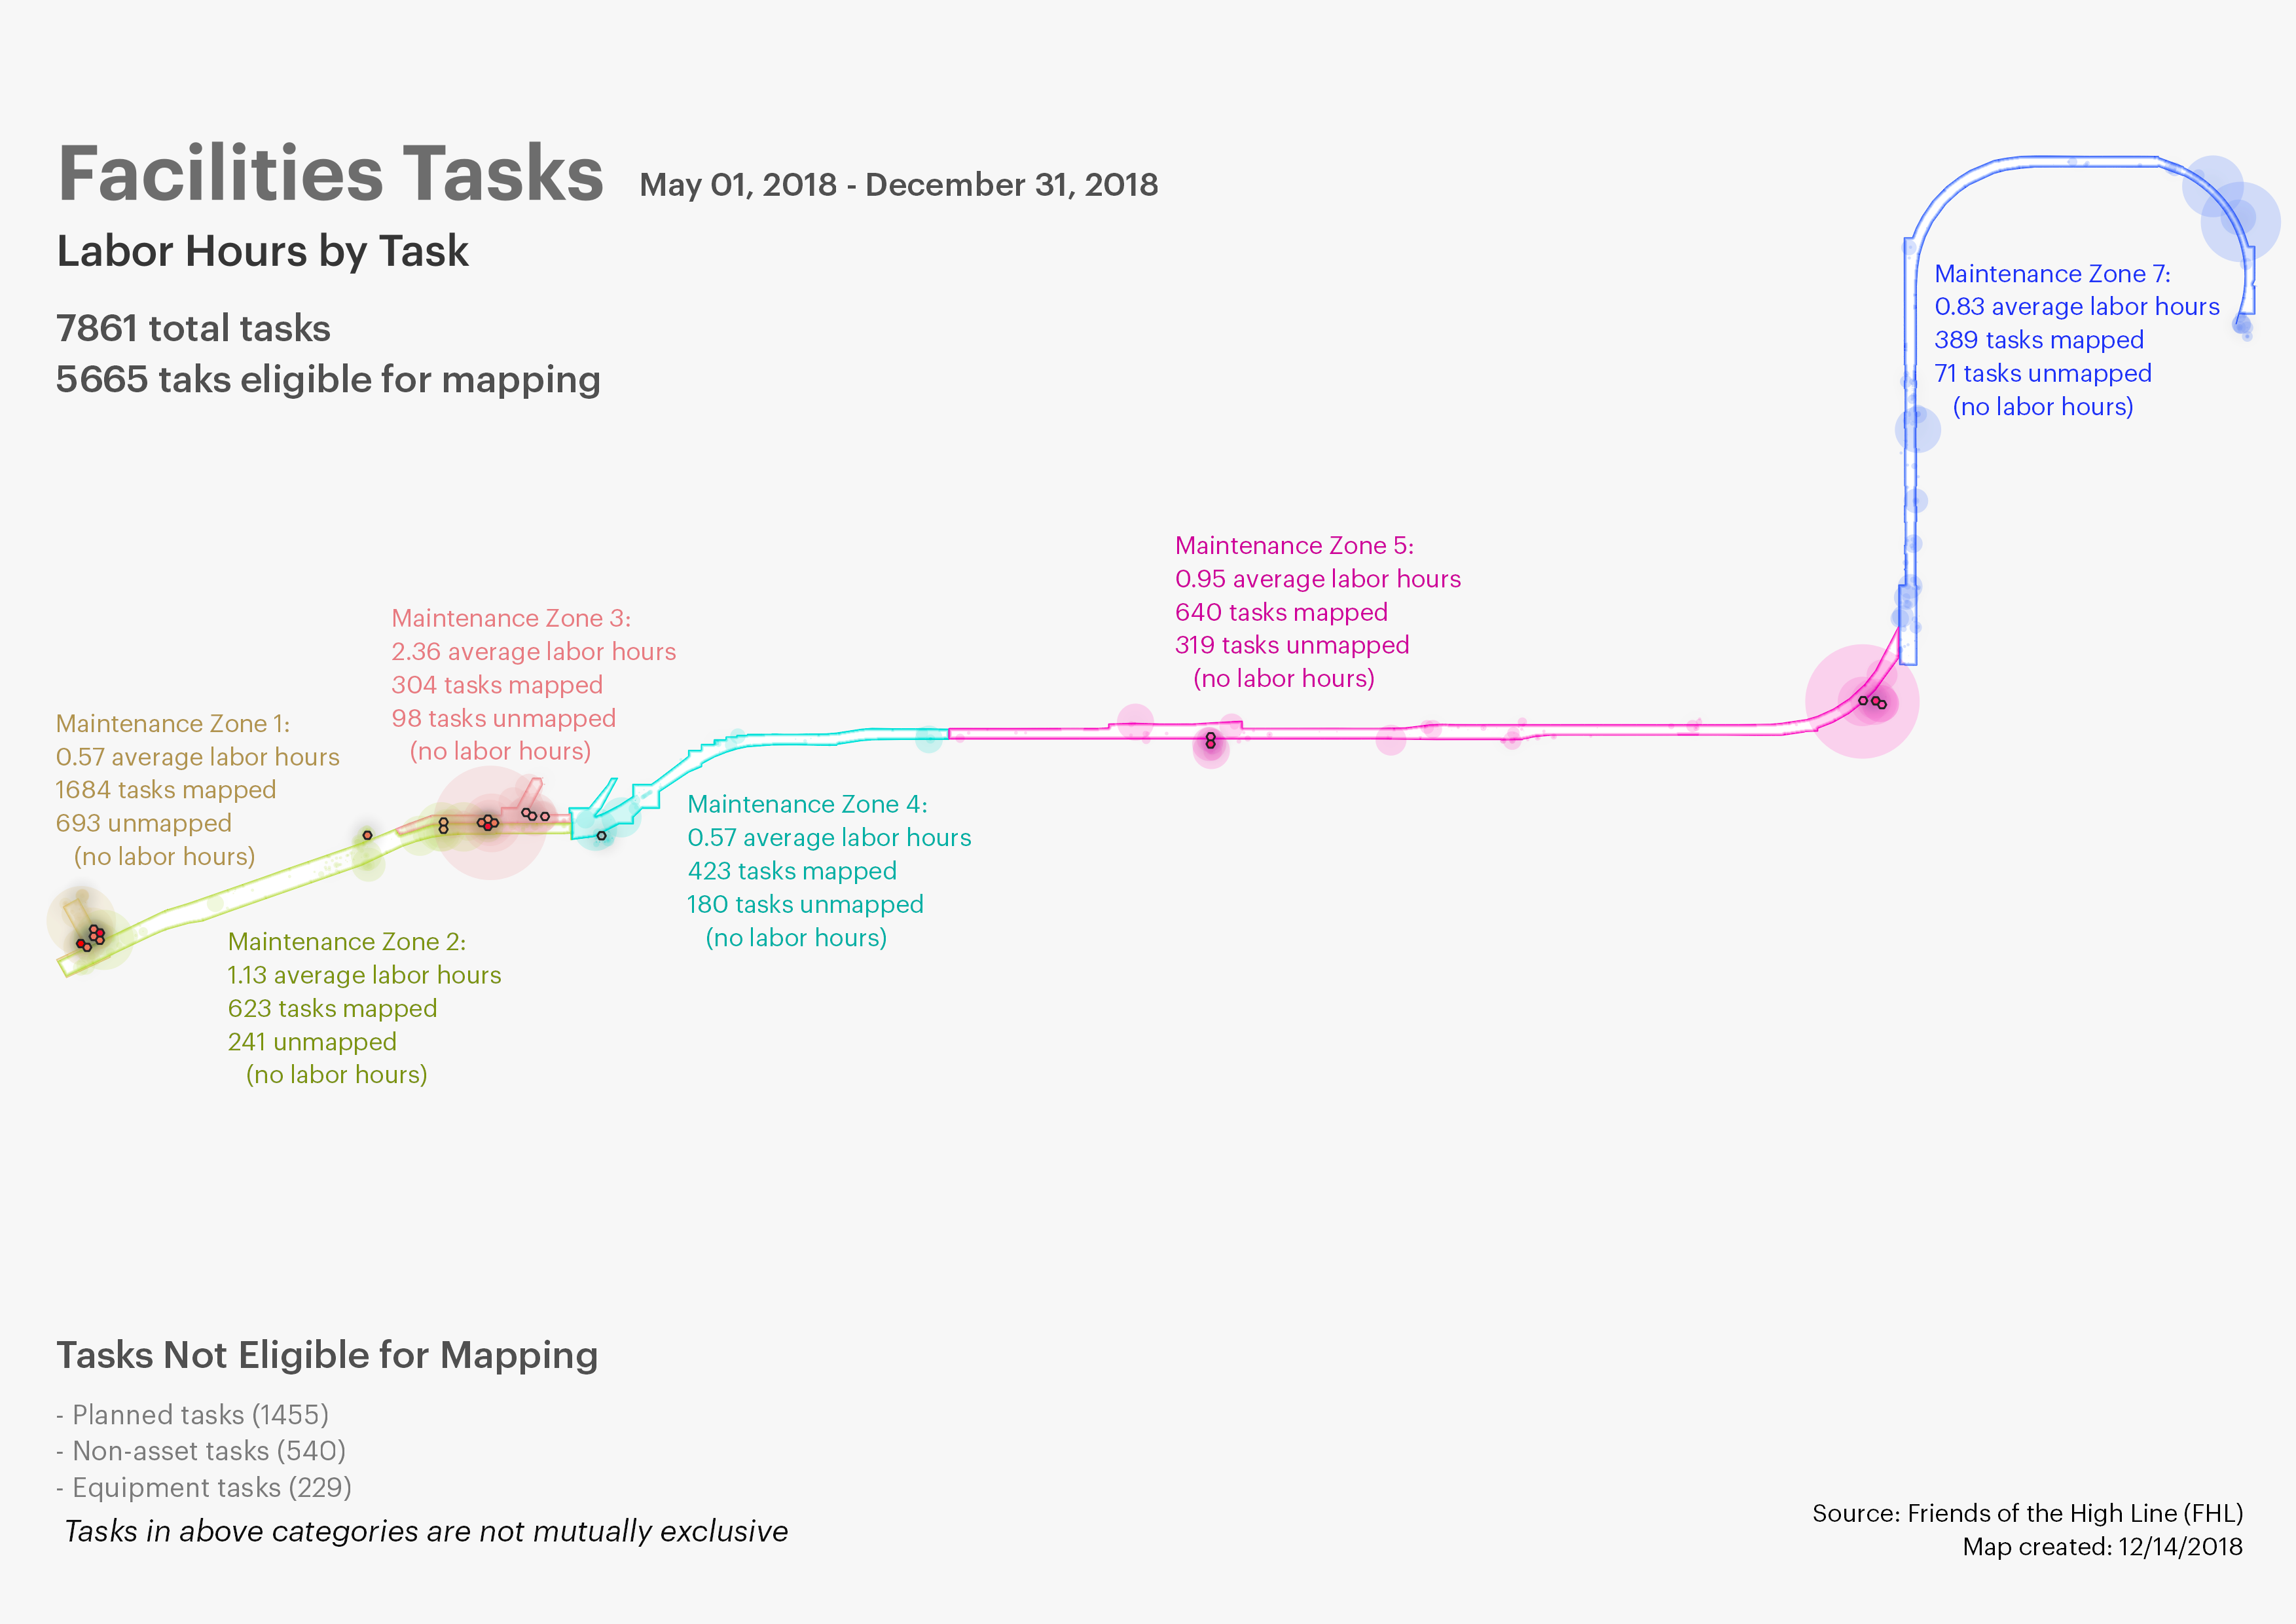 Facilities Tasks May 01, 2018 - December 31, 2018
Labor Hours by Task
7861 total tasks
5665 taks eligible for mapping
Maintenance Zone 7:
0.83 average labor hours
389 tasks mapped
71 tasks unmapped
(no labor hours)
Maintenance Zone 5:
0.95 average labor hours
640 tasks mapped
319 tasks unmapped
(no labor hours)
Maintenance Zone 3:
2.36 average labor hours
304 tasks mapped
98 tasks unmapped
(no labor hours)
Maintenance Zone 1:
0.57 average labor hours
1684 tasks mapped
693 unmapped
(no labor hours)
Maintenance Zone 4:
0.57 average labor hours
423 tasks mapped
180 tasks unmapped
(no labor hours)
Maintenance Zone 2:
1.13 average labor hours
623 tasks mapped
241 unmapped
(no labor hours)
Tasks Not Eligible for Mapping
- Planned tasks (1455)
- Non-asset tasks (540)
- Equipment tasks (229)
Tasks in above categories are not mutually exclusive
Source: Friends of the High Line (FHL)
Map created: 12/14/2018